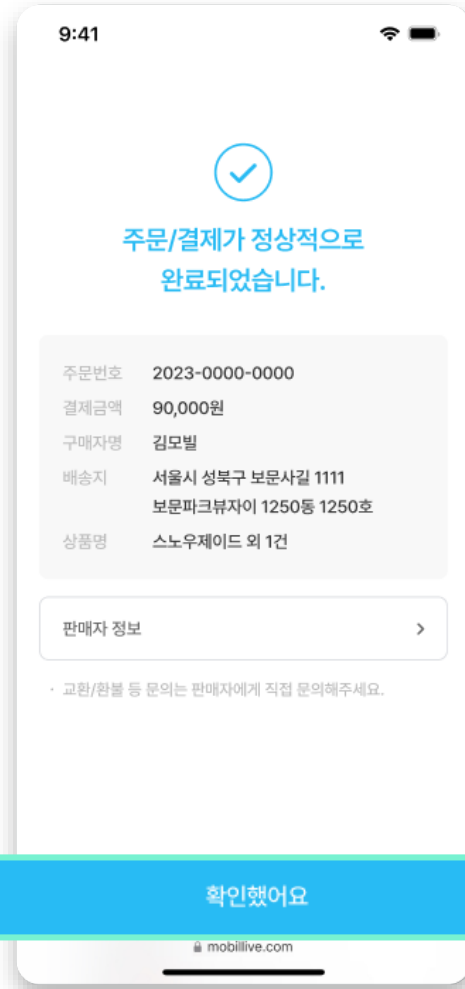 9:41
주문/결제가 정상적으로
완료되었습니다.
주문번호 2023-0000-0000
결제금액 90,000원
구매자명 김모빌
배송지 서울시 성북구 보문사길 1111
보문파크뷰자이 1250동 1250호
상품명 스노우제이드 외 1건
판매자 정보
· 교환/환불 등 문의는 판매자에게 직접 문의해주세요.
확인했어요
mobillive.com